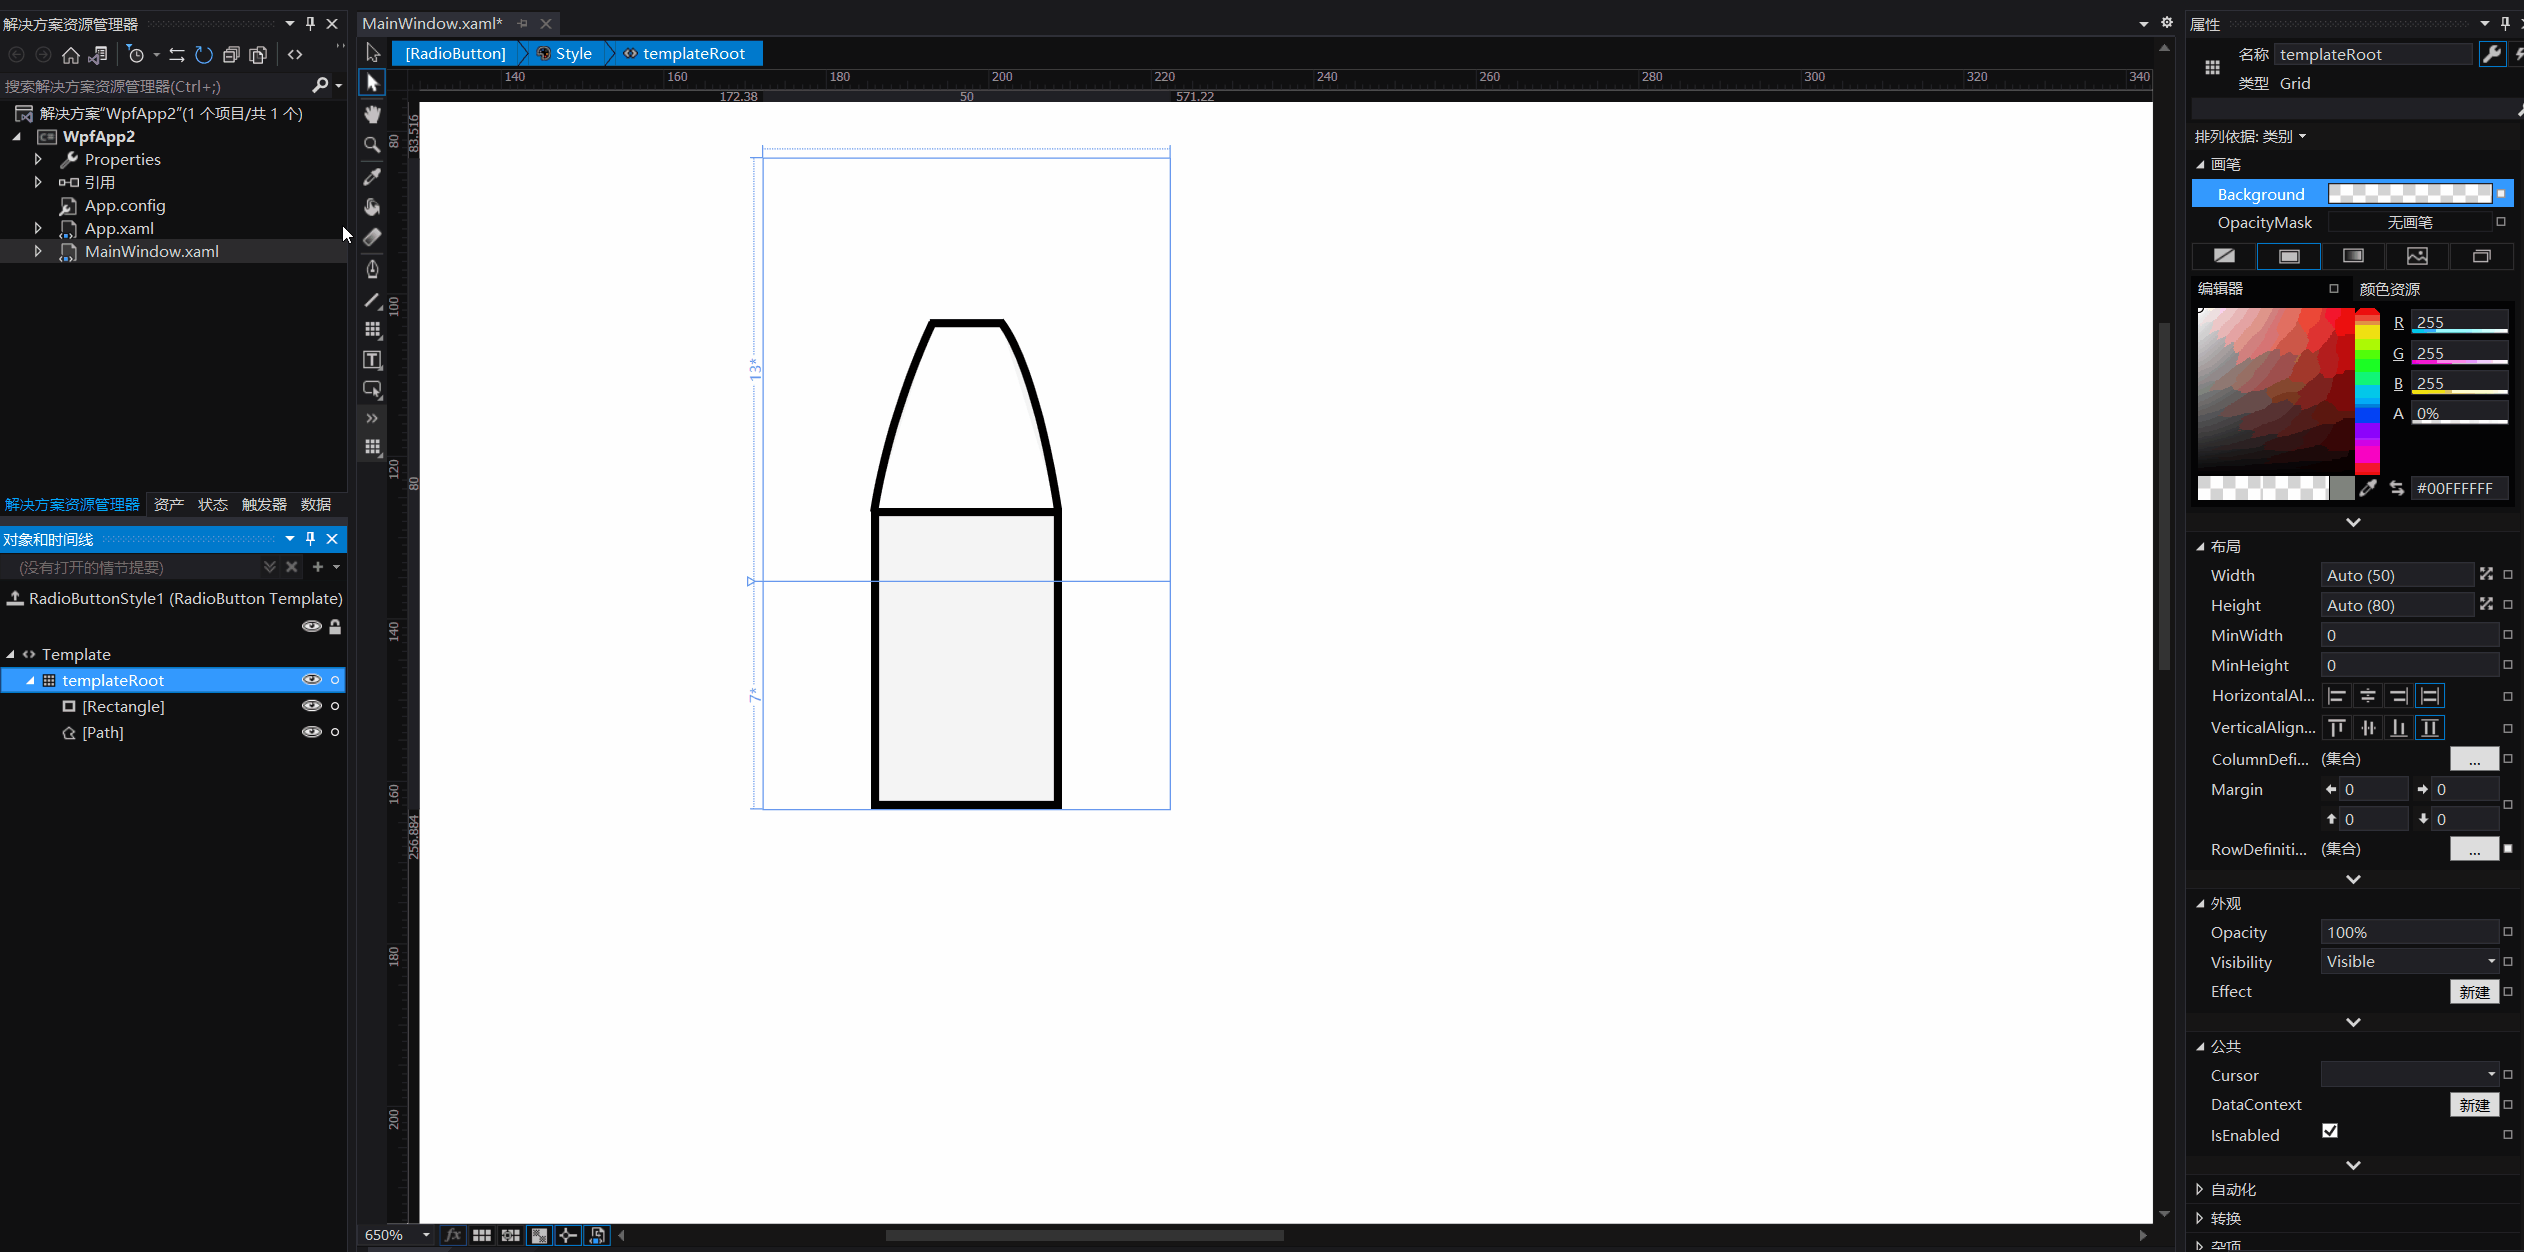 解决方案资源管理器
搜索解决方案资源管理器(Ctrl+;)
解决方案“WpfApp2”(1 个项目/共 1 个)
WpfApp2
Properties
引用
App.config
App.xaml
MainWindow.xaml
解决方案资源管理器 资产 状态 触发器 数据
对象和时间线
(没有打开的情节提要)
RadioButtonStyle1 (RadioButton Template)
Template
templateRoot
[Rectangle]
[Path]
MainWindow.xaml*
[RadioButton] Style templateRoot
140 160 180 200 220 240 260 280 300 320 340
172.38 50 571.22
80
83.516
100
13*
120
80
140
7*
160
256.884
180
200
650%
fx
属性
名称 templateRoot
类型 Grid
排列依据: 类别
画笔
Background
OpacityMask 无画笔
编辑器 颜色资源
R 255
G 255
B 255
A 0%
#00FFFFFF
布局
Width Auto (50)
Height Auto (80)
MinWidth 0
MinHeight 0
HorizontalAl...
VerticalAlign...
ColumnDefi... (集合) ...
Margin 0 0
0 0
RowDefiniti... (集合) ...
外观
Opacity 100%
Visibility Visible
Effect 新建
公共
Cursor
DataContext 新建
IsEnabled
自动化
转换
杂项